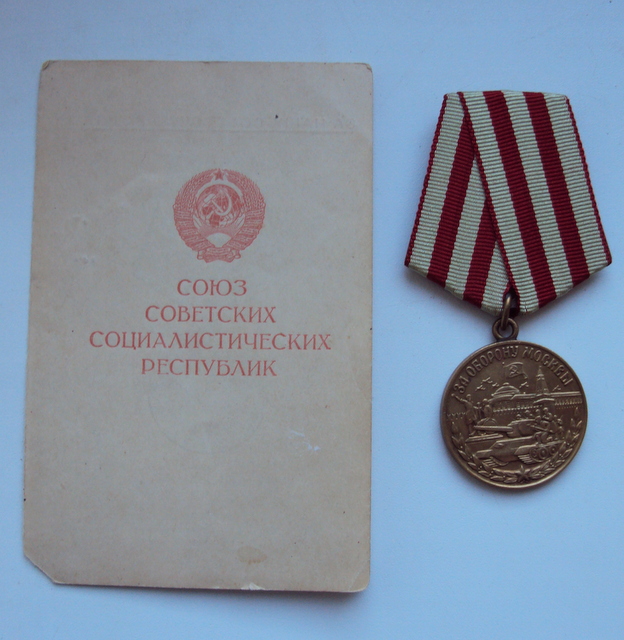 СОЮЗ
СОВЕТСКИХ
СОЦИАЛИСТИЧЕСКИХ
РЕСПУБЛИК
ЗА ОБОРОНУ МОСКВЫ